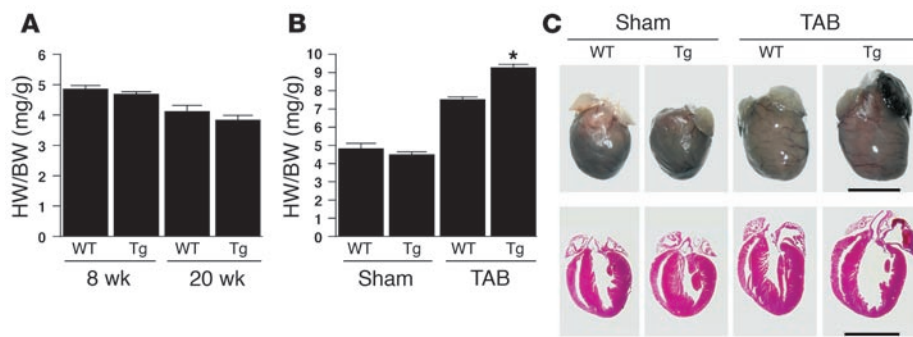 A
HW/BW (mg/g)
6
5
4
3
2
1
0
WT Tg WT Tg
8 wk 20 wk
B
HW/BW (mg/g)
10
9
8
7
6
5
4
3
2
1
0
*
WT Tg WT Tg
Sham TAB
C
Sham TAB
WT Tg WT Tg